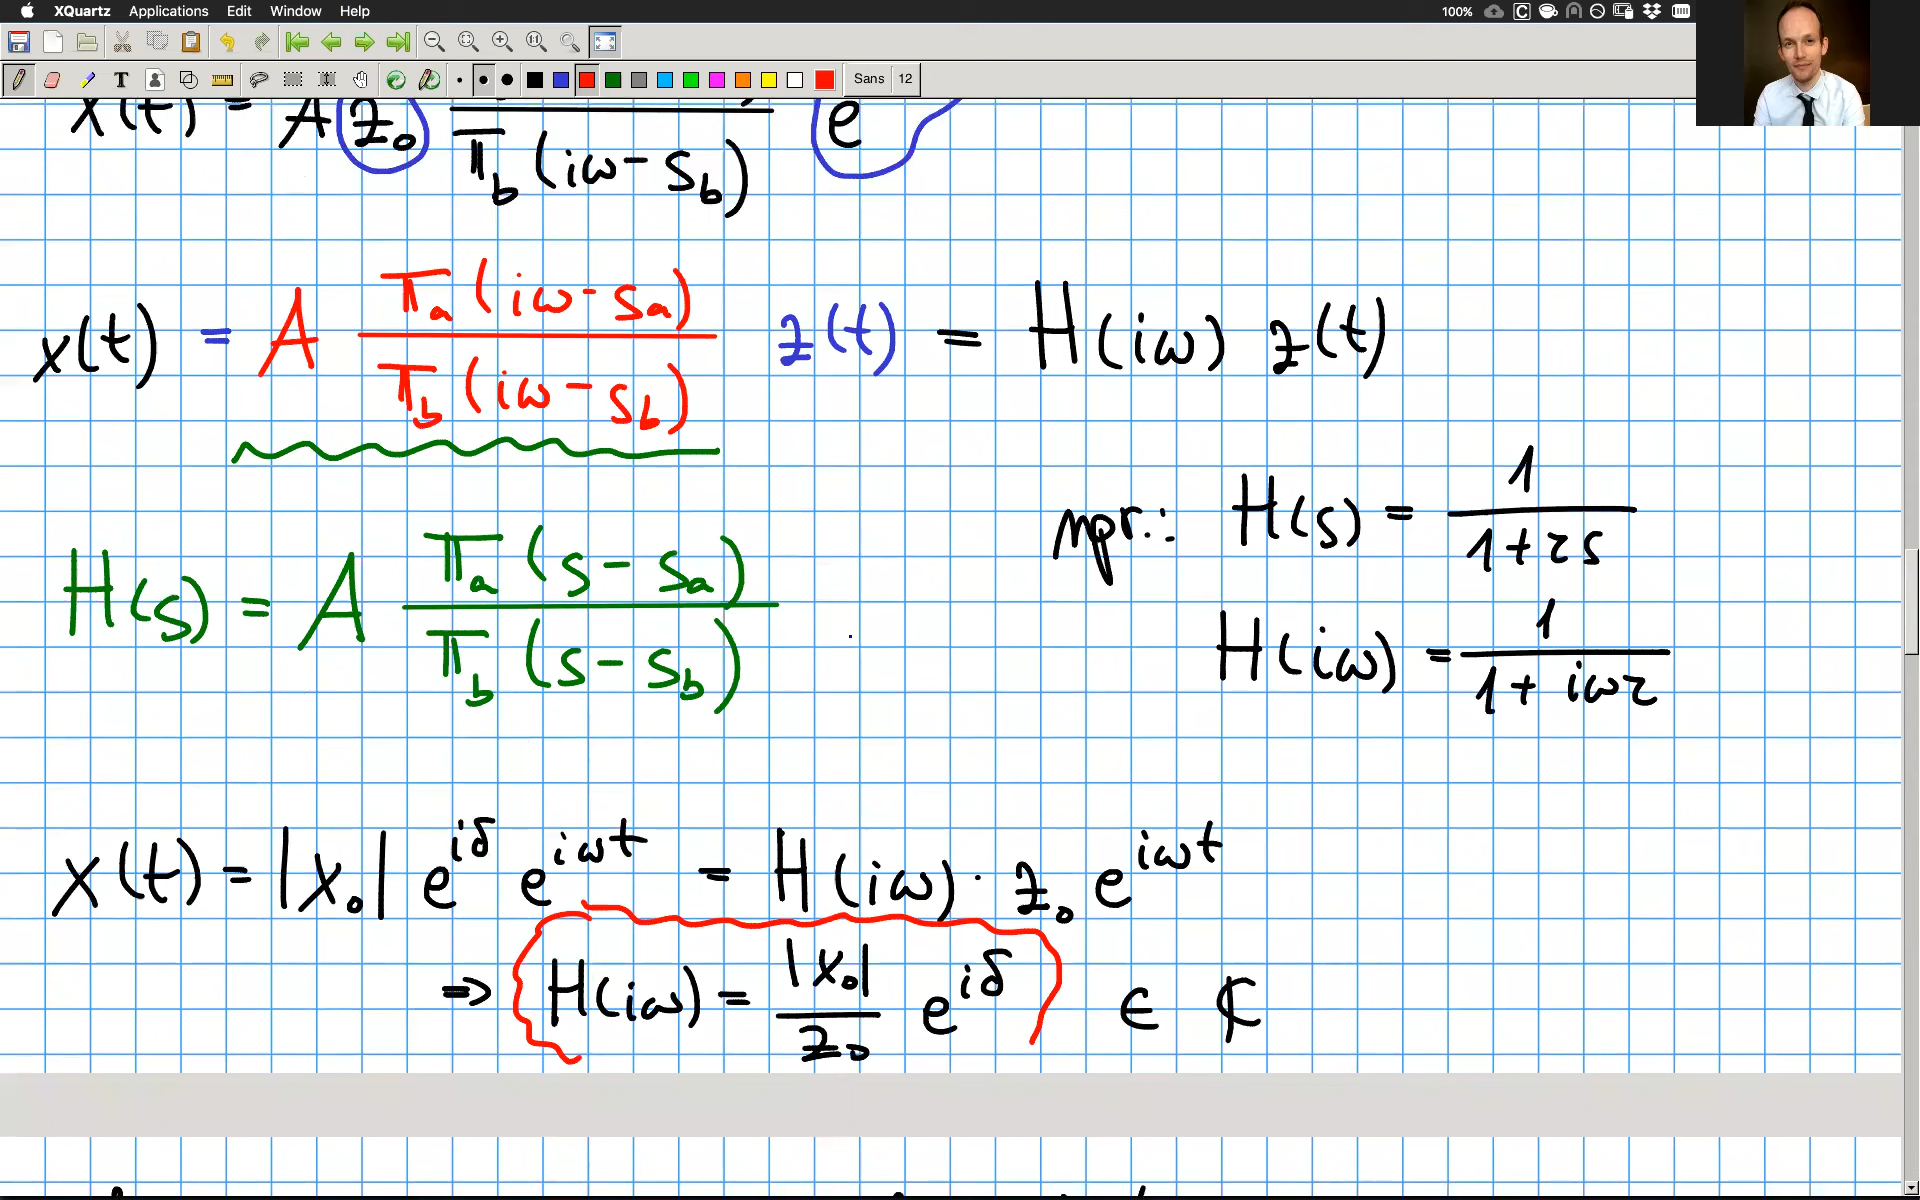 XQuartz Applications Edit Window Help 100%
Sans 12
x(t) = A z₀ / π_b (iω - s_b) e
x(t) = A π_a (iω - s_a) / π_b (iω - s_b) z(t) = H(iω) z(t)
npr.: H(s) = 1 / (1 + τs)
H(s) = A π_a (s - s_a) / π_b (s - s_b)
H(iω) = 1 / (1 + iωτ)
x(t) = |x₀| e^{iδ} e^{iωt} = H(iω) · z₀ e^{iωt}
⇒ H(iω) = |x₀| / z₀ e^{iδ} ∈ ℂ